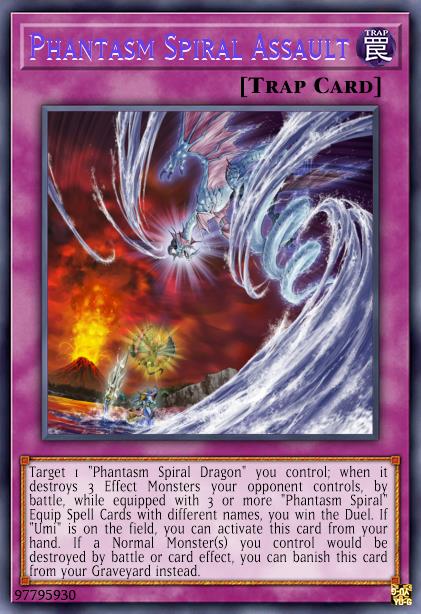 Phantasm Spiral Assault
TRAP
罠
[Trap Card]
Target 1 "Phantasm Spiral Dragon" you control; when it
destroys 3 Effect Monsters your opponent controls, by
battle, while equipped with 3 or more "Phantasm Spiral"
Equip Spell Cards with different names, you win the Duel. If
"Umi" is on the field, you can activate this card from your
hand. If a Normal Monster(s) you control would be
destroyed by battle or card effect, you can banish this card
from your Graveyard instead.
97795930